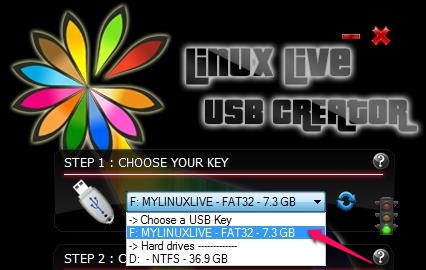 Linux Live
USB Creator
STEP 1 : CHOOSE YOUR KEY
?
F: MYLINUXLIVE - FAT32 - 7.3 GB
-> Choose a USB Key
F: MYLINUXLIVE - FAT32 - 7.3 GB
-> Hard drives -------------
D:  - NTFS - 36.9 GB
STEP 2 : C
?